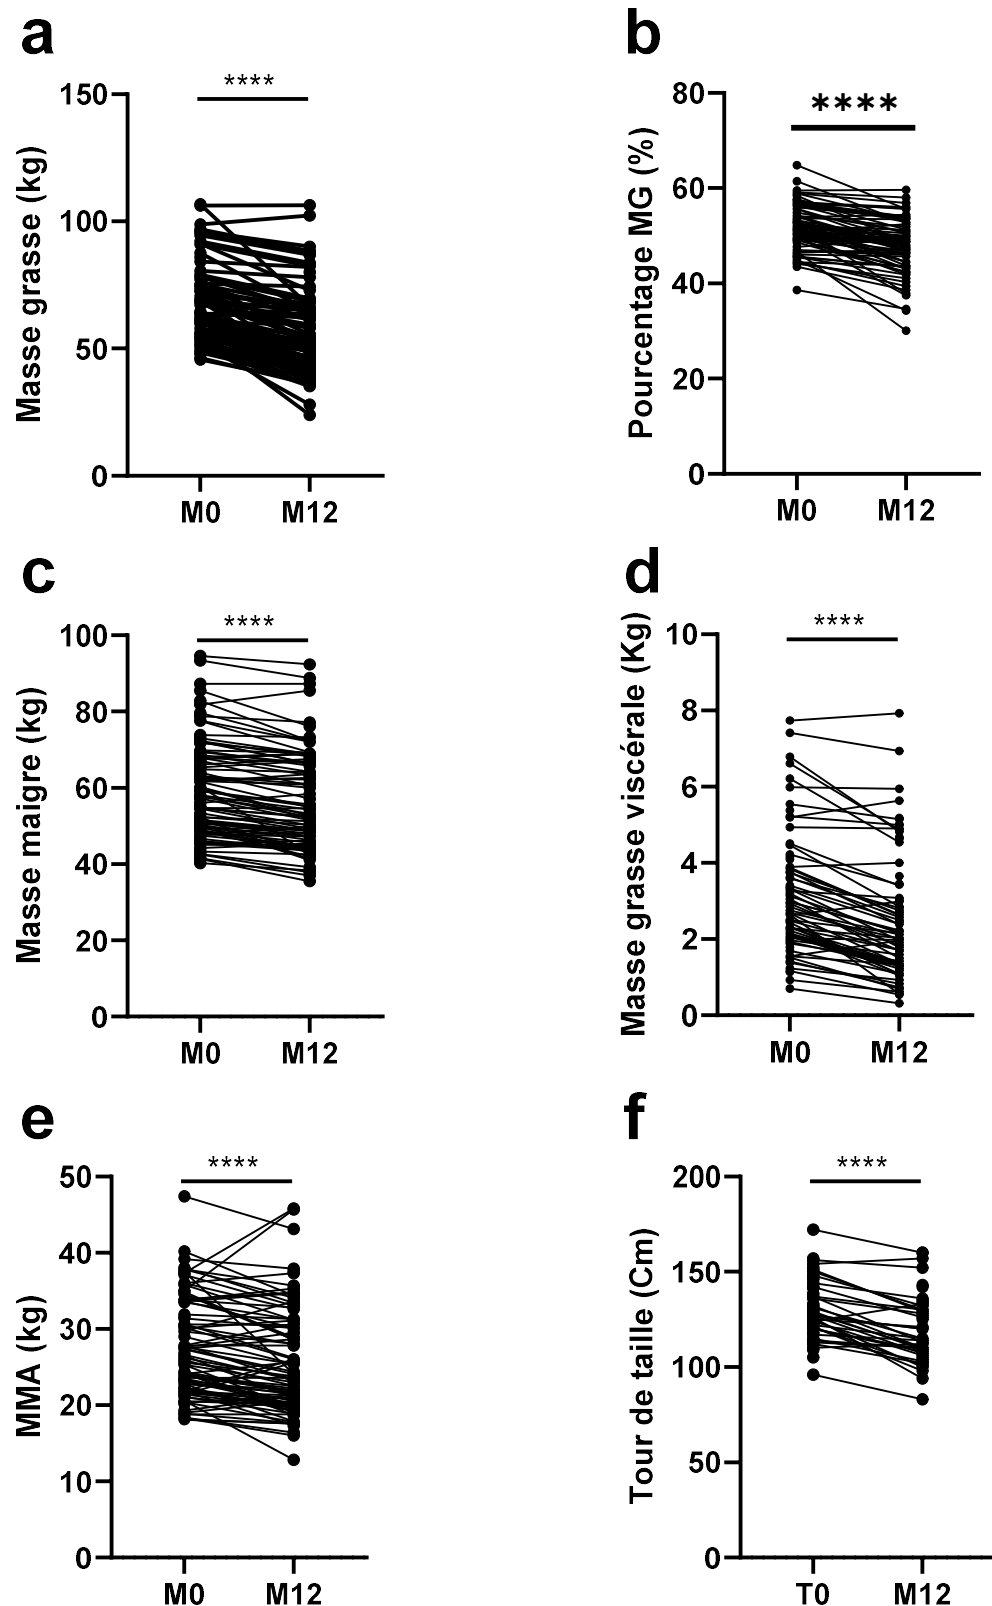 a
****
Masse grasse (kg)
150
100
50
0
M0 M12
b
****
Pourcentage MG (%)
80
60
40
20
0
M0 M12
c
****
Masse maigre (kg)
100
80
60
40
20
0
M0 M12
d
****
Masse grasse viscérale (Kg)
10
8
6
4
2
0
M0 M12
e
****
MMA (kg)
50
40
30
20
10
0
M0 M12
f
****
Tour de taille (Cm)
200
150
100
50
0
T0 M12